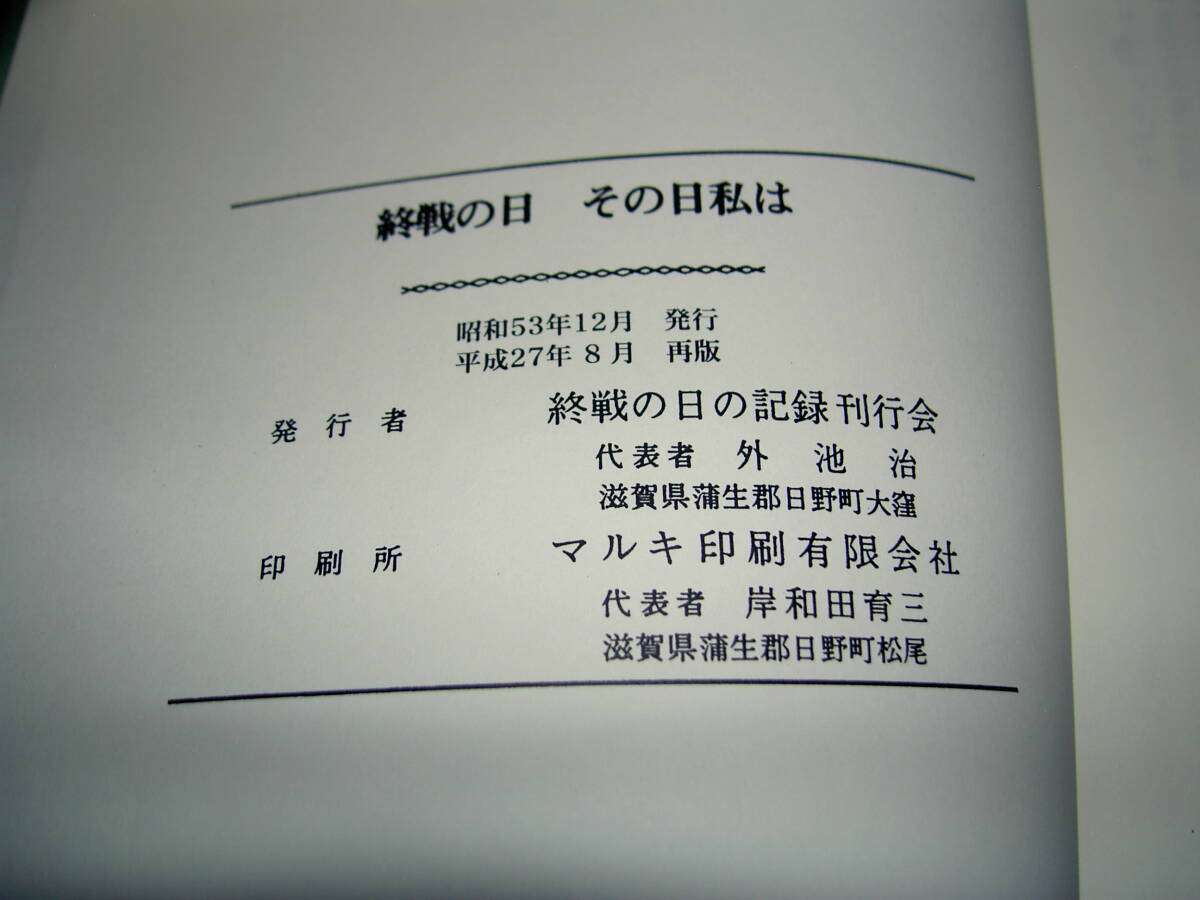 終戦の日 その日私は
昭和53年12月 発行
平成27年 8月 再版
発行者 終戦の日の記録刊行会
代表者 外池治
滋賀県蒲生郡日野町大窪
印刷所 マルキ印刷有限会社
代表者 岸和田育三
滋賀県蒲生郡日野町松尾